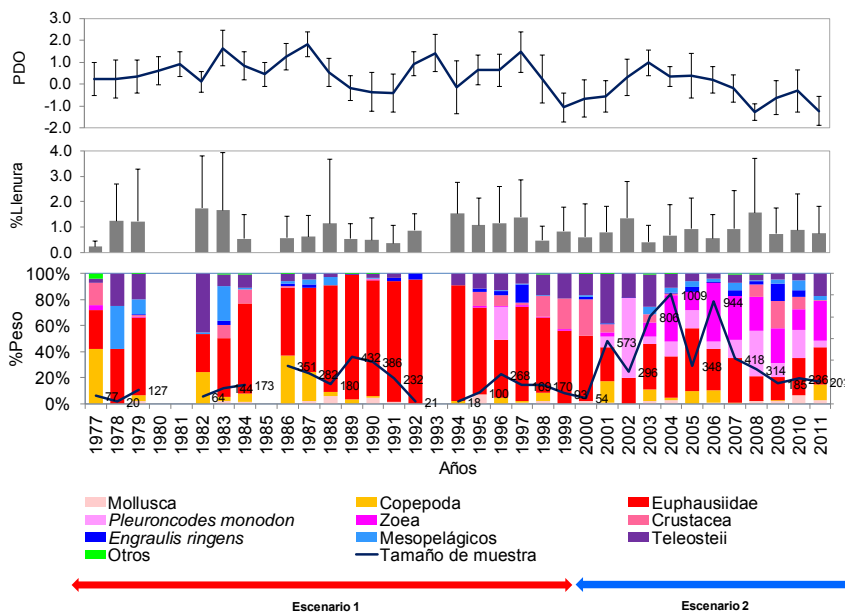 3.0
2.0
1.0
0.0
-1.0
-2.0
PDO
4.0
3.0
2.0
1.0
0.0
%Llenura
100%
80%
60%
40%
20%
0%
%Peso
77 20 127 64 44 173 351 282 180 432 386 232 21 18 100 268 169 170 93 54 573 296 806 1009 348 944 418 314 185 236 201
1977 1978 1979 1980 1981 1982 1983 1984 1985 1986 1987 1988 1989 1990 1991 1992 1993 1994 1995 1996 1997 1998 1999 2000 2001 2002 2003 2004 2005 2006 2007 2008 2009 2010 2011
Años
Mollusca Copepoda Euphausiidae
Pleuroncodes monodon Zoea Crustacea
Engraulis ringens Mesopelágicos Teleosteii
Otros Tamaño de muestra
Escenario 1 Escenario 2